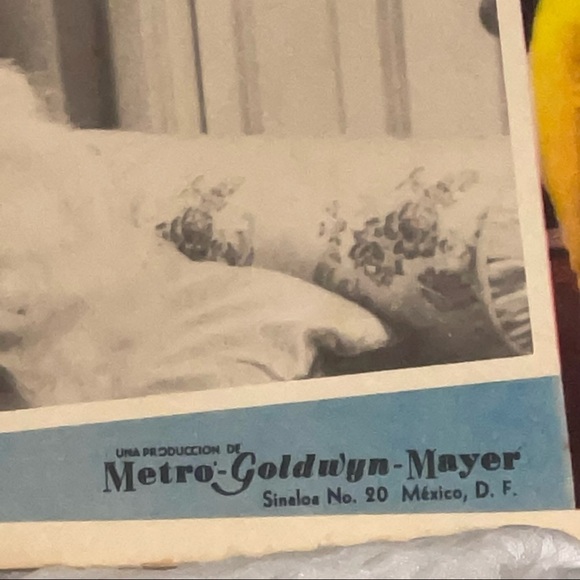 UNA PRODUCCION DE
Metro-Goldwyn-Mayer
Sinaloa No. 20 México, D. F.